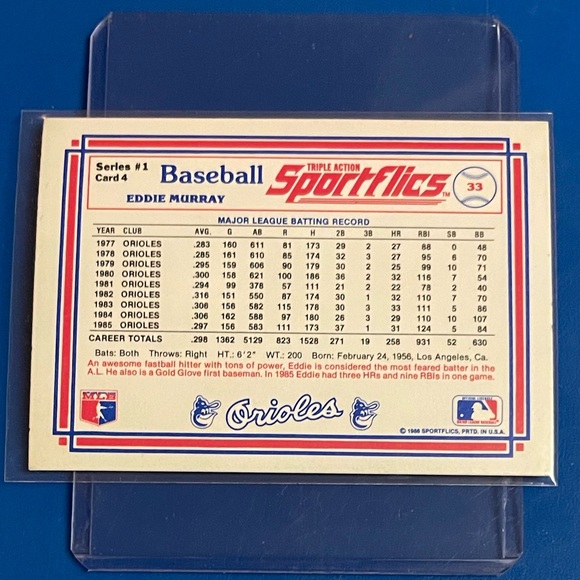 Series #1
Card 4
Baseball
TRIPLE ACTION
Sportflics™
33
EDDIE MURRAY
MAJOR LEAGUE BATTING RECORD
YEAR CLUB AVG. G AB R H 2B 3B HR RBI SB BB
1977 ORIOLES .283 160 611 81 173 29 2 27 88 0 48
1978 ORIOLES .285 161 610 85 174 32 3 27 95 6 70
1979 ORIOLES .295 159 606 90 179 30 2 25 99 10 71
1980 ORIOLES .300 158 621 100 186 36 2 32 116 7 54
1981 ORIOLES .294 99 378 57 111 21 2 22 78 2 40
1982 ORIOLES .316 151 550 87 174 30 1 32 110 7 70
1983 ORIOLES .306 156 582 115 178 30 3 33 111 5 86
1984 ORIOLES .306 162 588 97 180 26 3 29 110 10 107
1985 ORIOLES .297 156 583 111 173 37 1 31 124 5 84
CAREER TOTALS .298 1362 5129 823 1528 271 19 258 931 52 630
Bats: Both Throws: Right HT.: 6'2" WT.: 200 Born: February 24, 1956, Los Angeles, Ca.
An awesome fastball hitter with tons of power, Eddie is considered the most feared batter in the
A.L. He also is a Gold Glove first baseman. In 1985 Eddie had three HRs and nine RBIs in one game.
Orioles
© 1986 SPORTFLICS, PRTD. IN U.S.A.